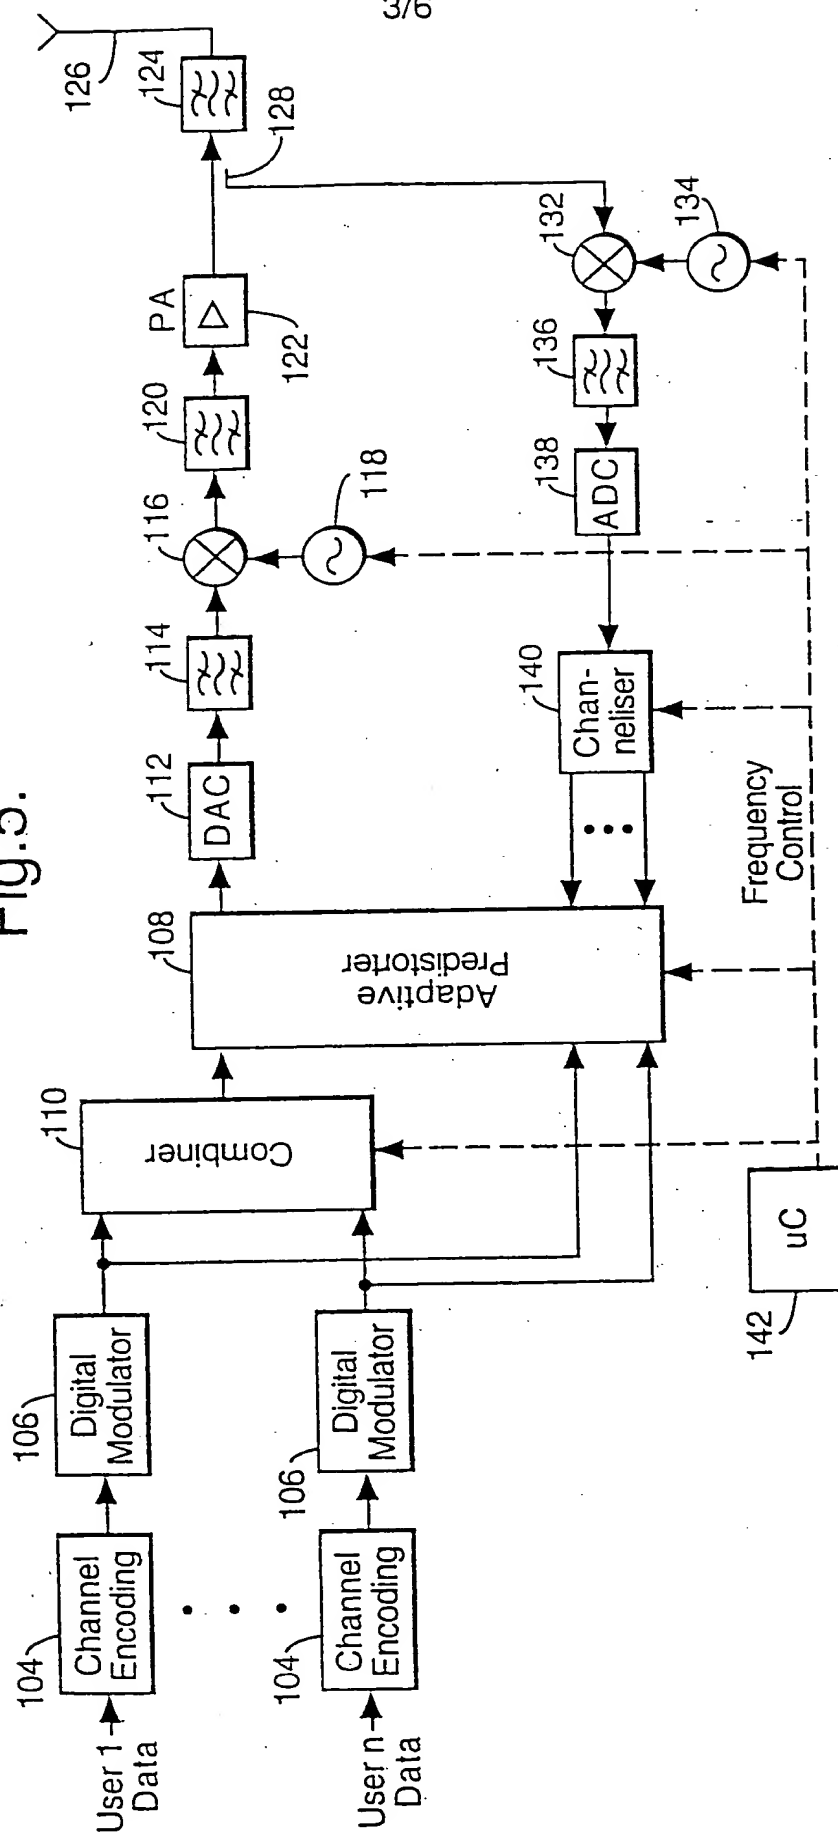 3/6
Fig.5.
User 1
Data
104
Channel
Encoding
106
Digital
Modulator
User n
Data
104
Channel
Encoding
106
Digital
Modulator
110
Combiner
108
Adaptive
Predistorter
112
DAC
114
116
118
120
PA
122
124
126
128
132
134
136
138
ADC
140
Chan-
neliser
Frequency
Control
142
uC